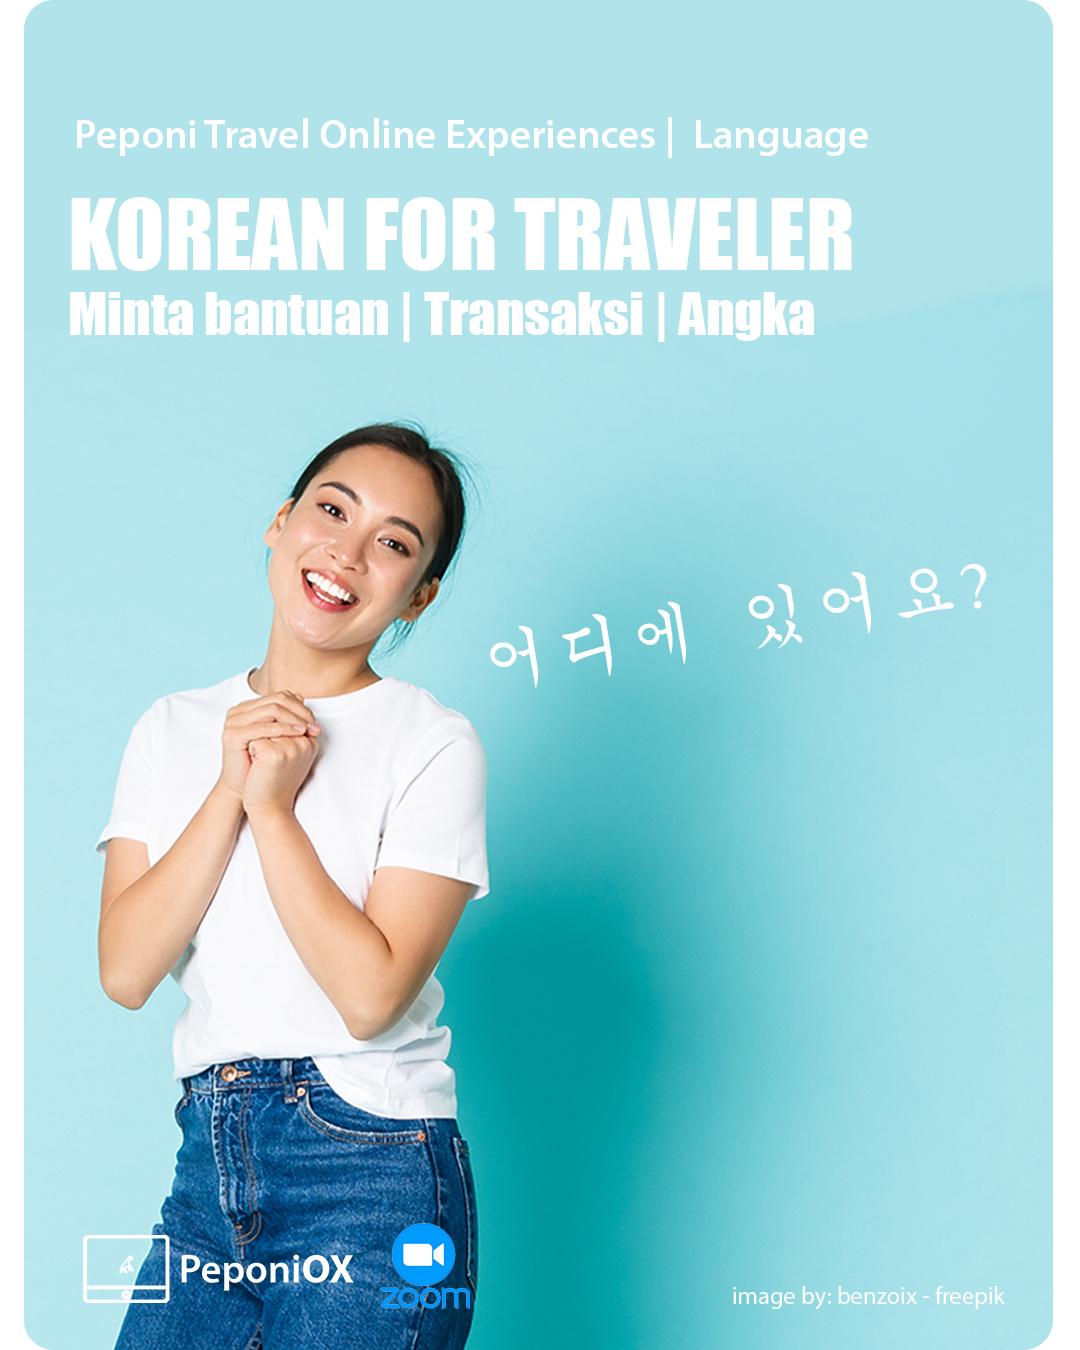 Peponi Travel Online Experiences | Language
KOREAN FOR TRAVELER
Minta bantuan | Transaksi | Angka
어디에 있어요?
PeponiOX
zoom
image by: benzoix - freepik